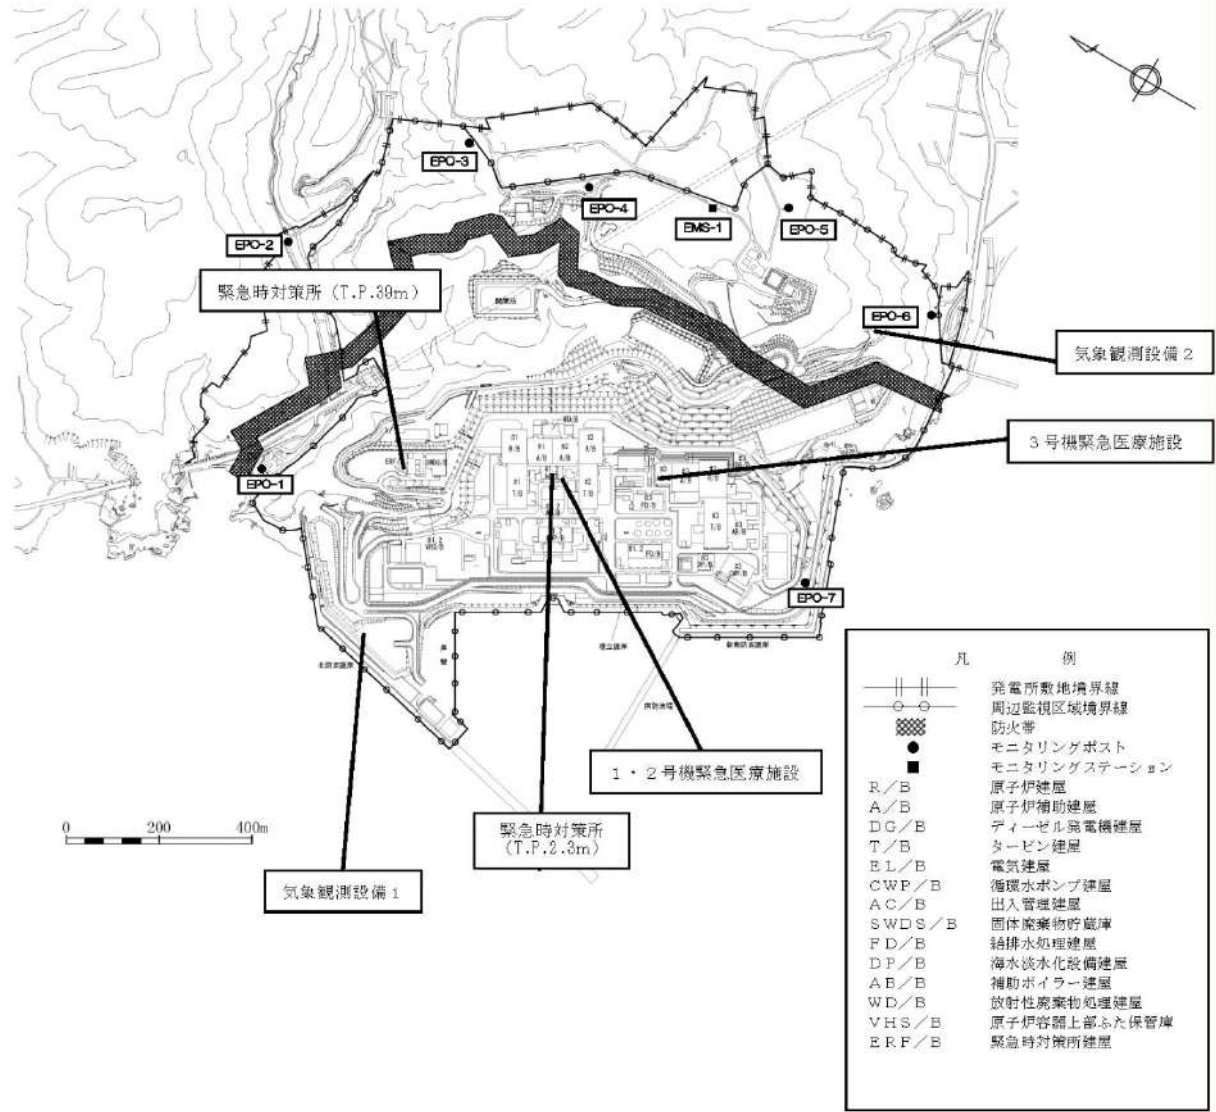 EPO-3
EPO-4
EPO-2
EMS-1
EPO-5
緊急時対策所（T.P.39m）
開閉所
EPO-6
気象観測設備２
３号機緊急医療施設
EPO-1
EPO-7
北防波護岸
岸壁
１・２号機緊急医療施設
緊急時対策所
（T.P.2.3m）
気象観測設備１
0 200 400m
凡 例
発電所敷地境界線
周辺監視区域境界線
防火帯
モニタリングポスト
モニタリングステーション
Ｒ／Ｂ 原子炉建屋
Ａ／Ｂ 原子炉補助建屋
ＤＧ／Ｂ ディーゼル発電機建屋
Ｔ／Ｂ タービン建屋
ＥＬ／Ｂ 電気建屋
ＣＷＰ／Ｂ 循環水ポンプ建屋
ＡＣ／Ｂ 出入管理建屋
ＳＷＤＳ／Ｂ 固体廃棄物貯蔵庫
ＦＤ／Ｂ 給排水処理建屋
ＤＰ／Ｂ 海水淡水化設備建屋
ＡＢ／Ｂ 補助ボイラー建屋
ＷＤ／Ｂ 放射性廃棄物処理建屋
ＶＨＳ／Ｂ 原子炉容器上部ふた保管庫
ＥＲＦ／Ｂ 緊急時対策所建屋